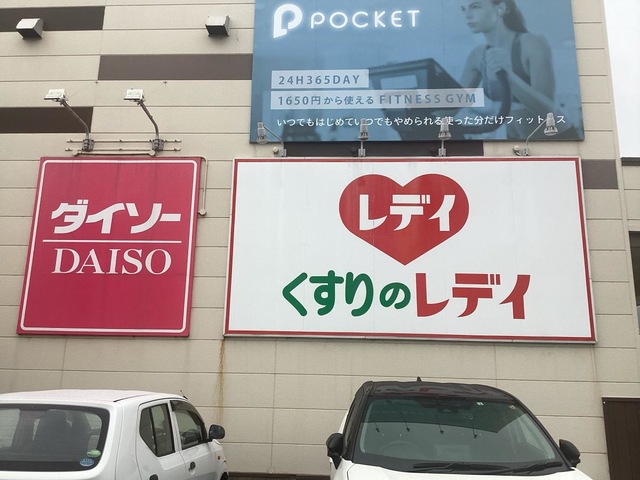 POCKET
24H365DAY
1650円から使える FITNESS GYM
いつでもはじめていつでもやめられる使った分だけフィットネス
ダイソー
DAISO
レデイ
くすりのレデイ